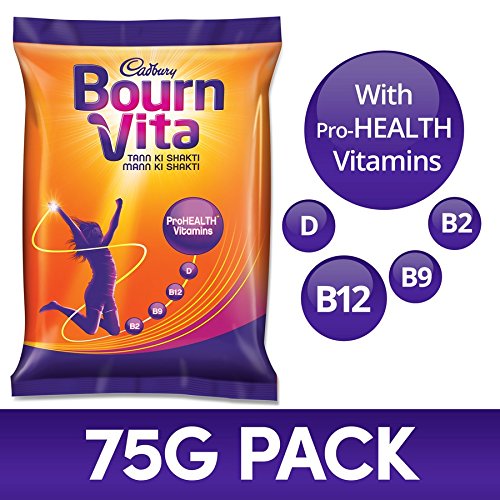 Cadbury
Bourn
Vita
TANN KI SHAKTI
MANN KI SHAKTI
ProHEALTH™
Vitamins
D
B12
B9
B2
With
Pro-HEALTH
Vitamins
D
B2
B12
B9
75G PACK